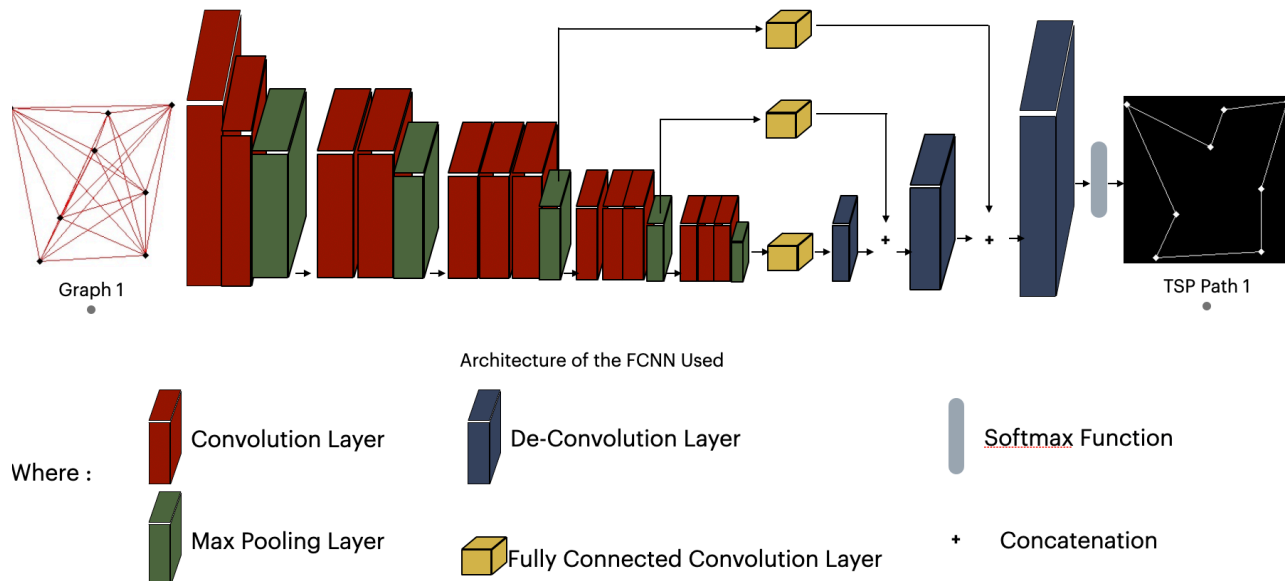 Graph 1
TSP Path 1
Architecture of the FCNN Used
Where :
Convolution Layer
De-Convolution Layer
Softmax Function
Max Pooling Layer
Fully Connected Convolution Layer
+ Concatenation